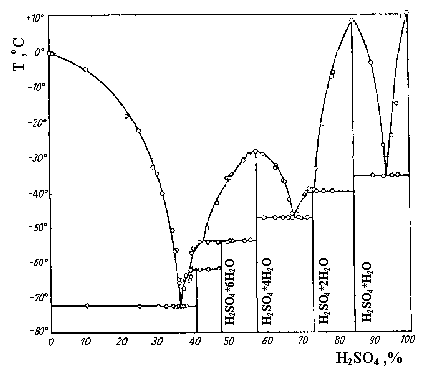 T, °C
+10°
0°
-10°
-20°
-30°
-40°
-50°
-60°
-70°
-80°
H₂SO₄*6H₂O
H₂SO₄*4H₂O
H₂SO₄*2H₂O
H₂SO₄*H₂O
0 10 20 30 40 50 60 70 80 90 100
H₂SO₄ ,%